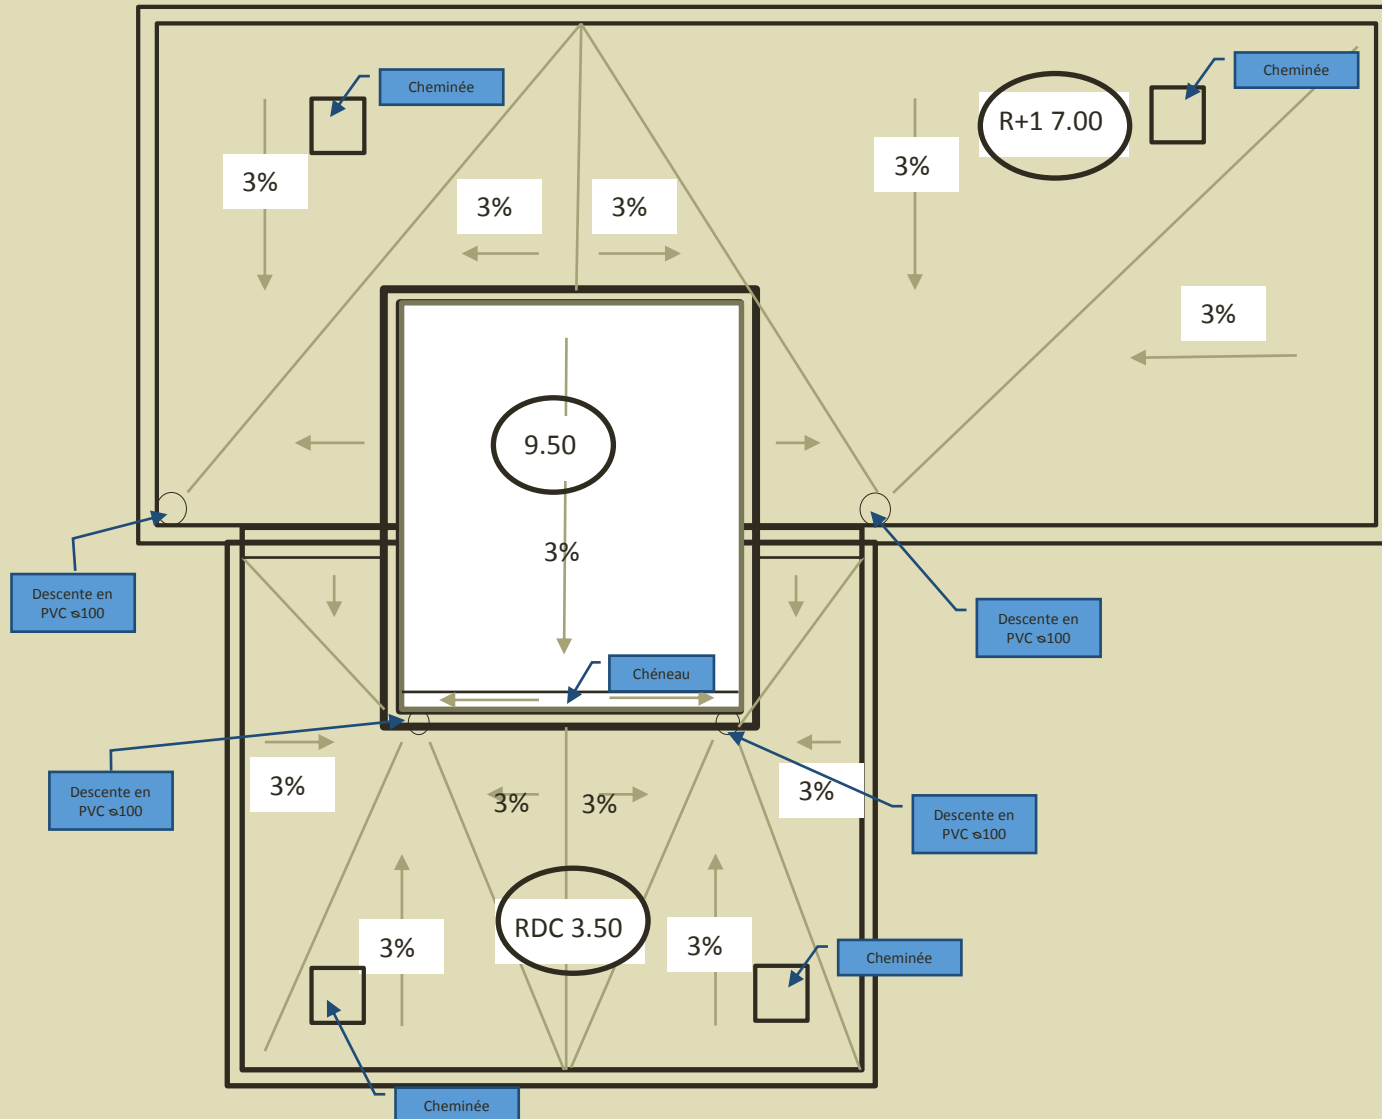 Cheminée
Cheminée
R+1 7.00
3%
3%
3%
3%
3%
9.50
3%
Descente en
PVC ⦰100
Descente en
PVC ⦰100
Chéneau
3%
3%
3%
3%
Descente en
PVC ⦰100
Descente en
PVC ⦰100
RDC 3.50
3%
3%
Cheminée
Cheminée